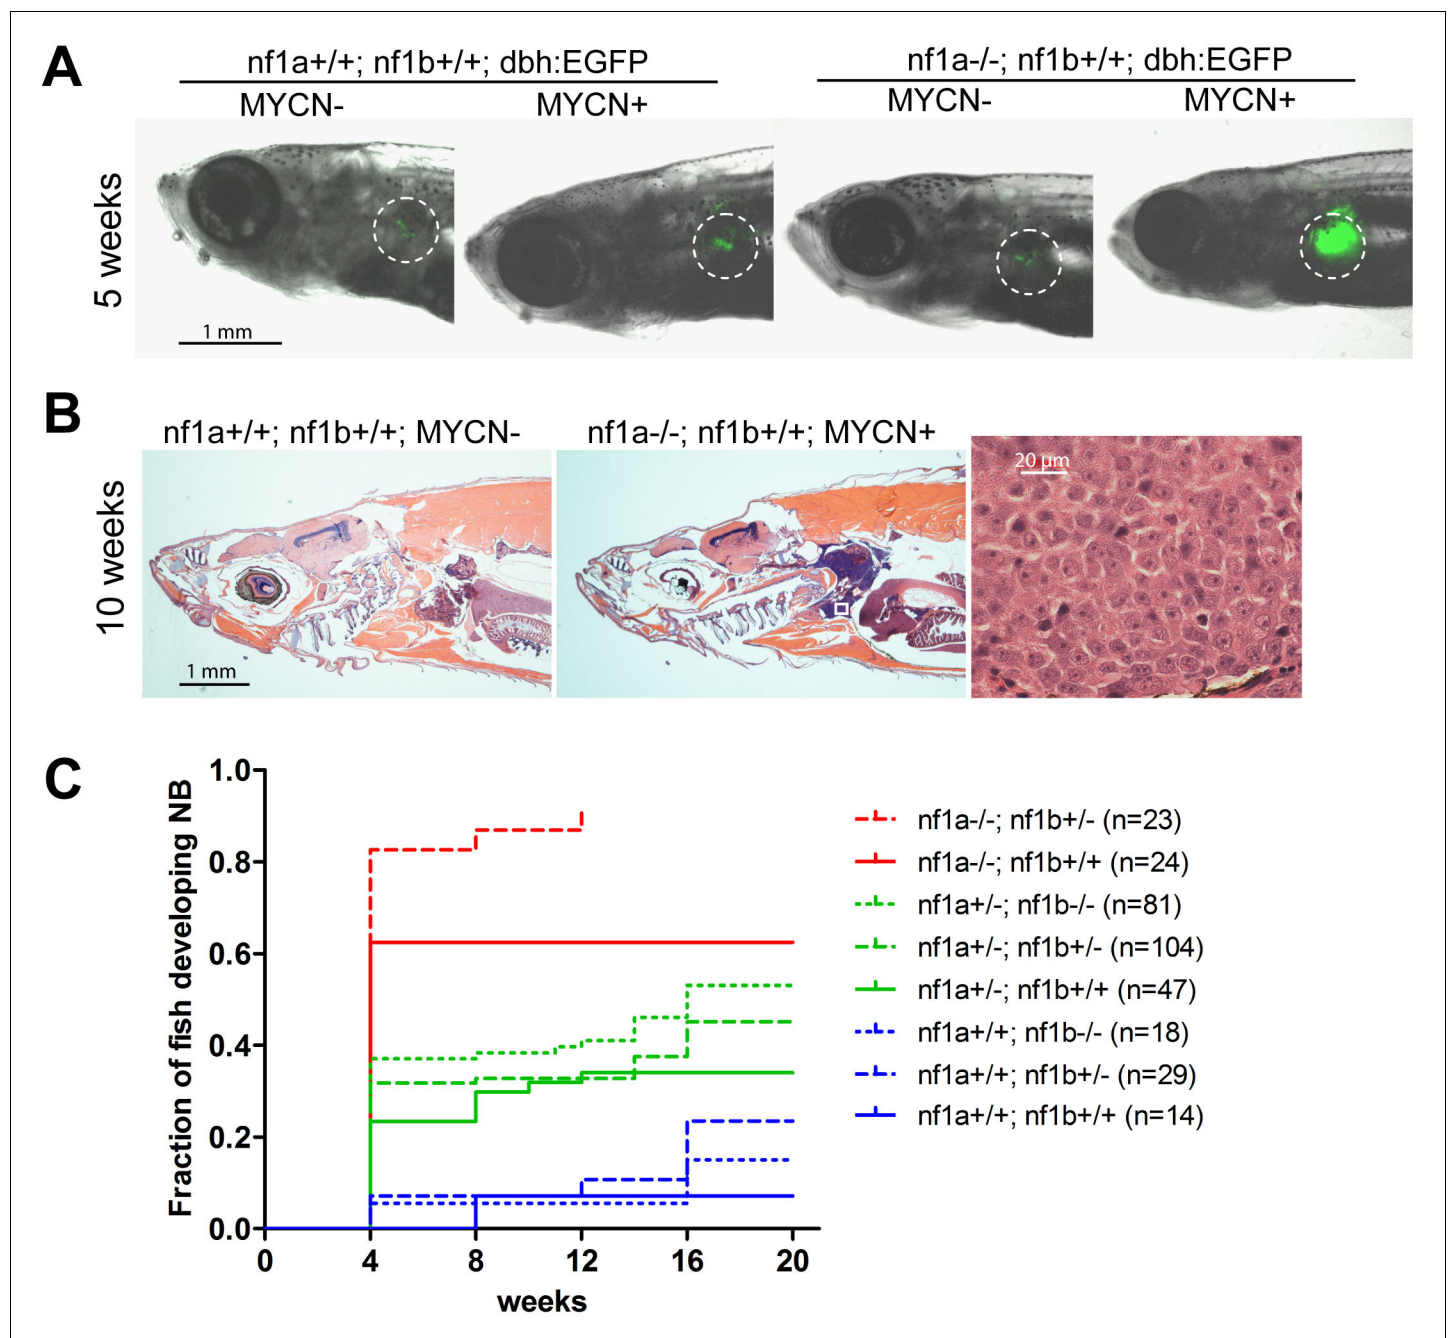 A
nf1a+/+; nf1b+/+; dbh:EGFP
nf1a-/-; nf1b+/+; dbh:EGFP
MYCN-
MYCN+
MYCN-
MYCN+
5 weeks
1 mm
B
nf1a+/+; nf1b+/+; MYCN-
nf1a-/-; nf1b+/+; MYCN+
10 weeks
1 mm
20 µm
C
Fraction of fish developing NB
1.0
0.8
0.6
0.4
0.2
0.0
0 4 8 12 16 20
weeks
nf1a-/-; nf1b+/- (n=23)
nf1a-/-; nf1b+/+ (n=24)
nf1a+/-; nf1b-/- (n=81)
nf1a+/-; nf1b+/- (n=104)
nf1a+/-; nf1b+/+ (n=47)
nf1a+/+; nf1b-/- (n=18)
nf1a+/+; nf1b+/- (n=29)
nf1a+/+; nf1b+/+ (n=14)